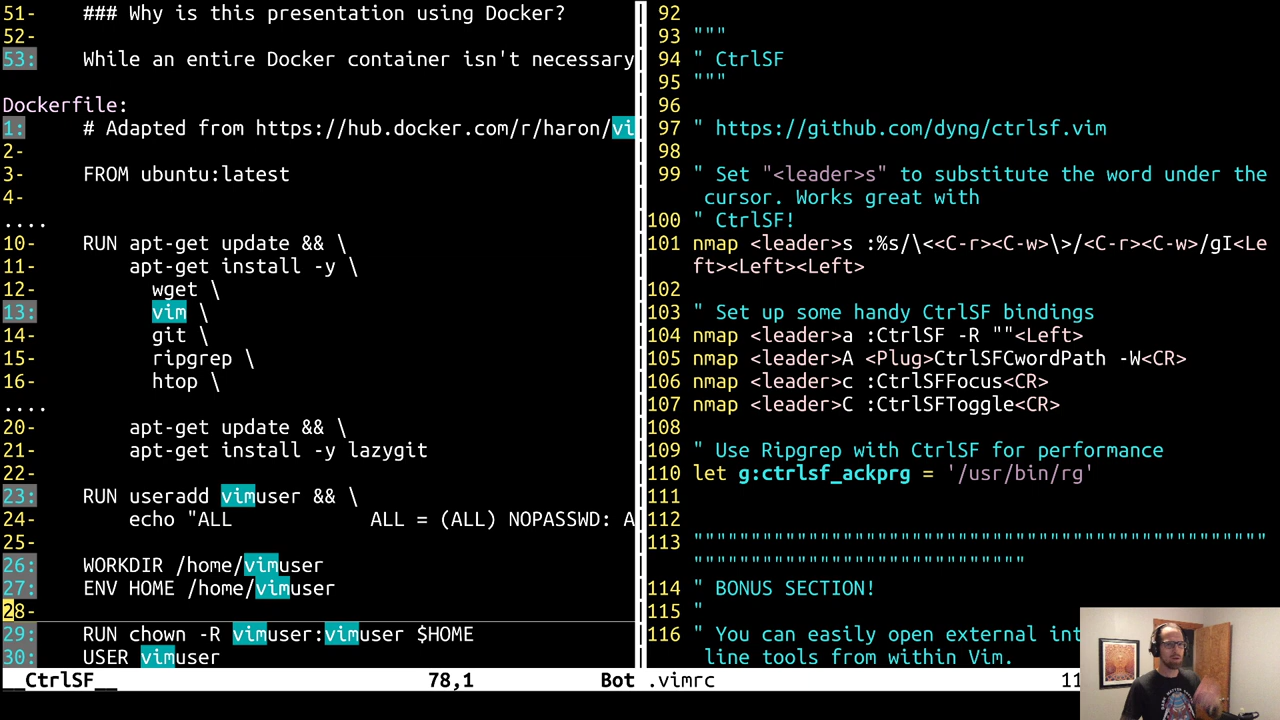 51-    ### Why is this presentation using Docker?
52-
53:    While an entire Docker container isn't necessary
Dockerfile:
1:    # Adapted from https://hub.docker.com/r/haron/vi
2-
3-    FROM ubuntu:latest
4-
....
10-    RUN apt-get update && \
11-        apt-get install -y \
12-          wget \
13:          vim \
14-          git \
15-          ripgrep \
16-          htop \
....
20-        apt-get update && \
21-        apt-get install -y lazygit
22-
23:    RUN useradd vimuser && \
24-        echo "ALL            ALL = (ALL) NOPASSWD: A
25-
26:    WORKDIR /home/vimuser
27:    ENV HOME /home/vimuser
28-
29:    RUN chown -R vimuser:vimuser $HOME
30:    USER vimuser
__CtrlSF__ 78,1 Bot
92
93 """
94 " CtrlSF
95 """
96
97 " https://github.com/dyng/ctrlsf.vim
98
99 " Set "<leader>s" to substitute the word under the
cursor. Works great with
100 " CtrlSF!
101 nmap <leader>s :%s/\<<C-r><C-w>\>/<C-r><C-w>/gI<Le
ft><Left><Left>
102
103 " Set up some handy CtrlSF bindings
104 nmap <leader>a :CtrlSF -R ""<Left>
105 nmap <leader>A <Plug>CtrlSFCwordPath -W<CR>
106 nmap <leader>c :CtrlSFFocus<CR>
107 nmap <leader>C :CtrlSFToggle<CR>
108
109 " Use Ripgrep with CtrlSF for performance
110 let g:ctrlsf_ackprg = '/usr/bin/rg'
111
112
113 """"""""""""""""""""""""""""""""""""""""""""""""""
"""""""""""""""""""""""""""""
114 " BONUS SECTION!
115 "
116 " You can easily open external int
line tools from within Vim.
.vimrc 11